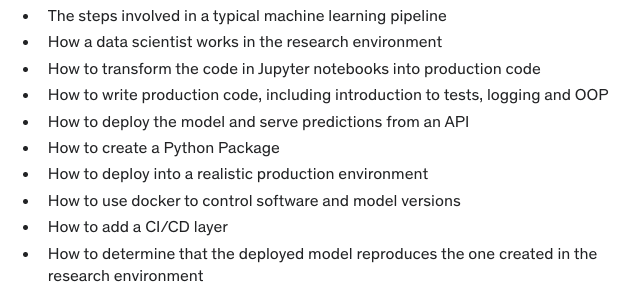 • The steps involved in a typical machine learning pipeline
• How a data scientist works in the research environment
• How to transform the code in Jupyter notebooks into production code
• How to write production code, including introduction to tests, logging and OOP
• How to deploy the model and serve predictions from an API
• How to create a Python Package
• How to deploy into a realistic production environment
• How to use docker to control software and model versions
• How to add a CI/CD layer
• How to determine that the deployed model reproduces the one created in the
research environment